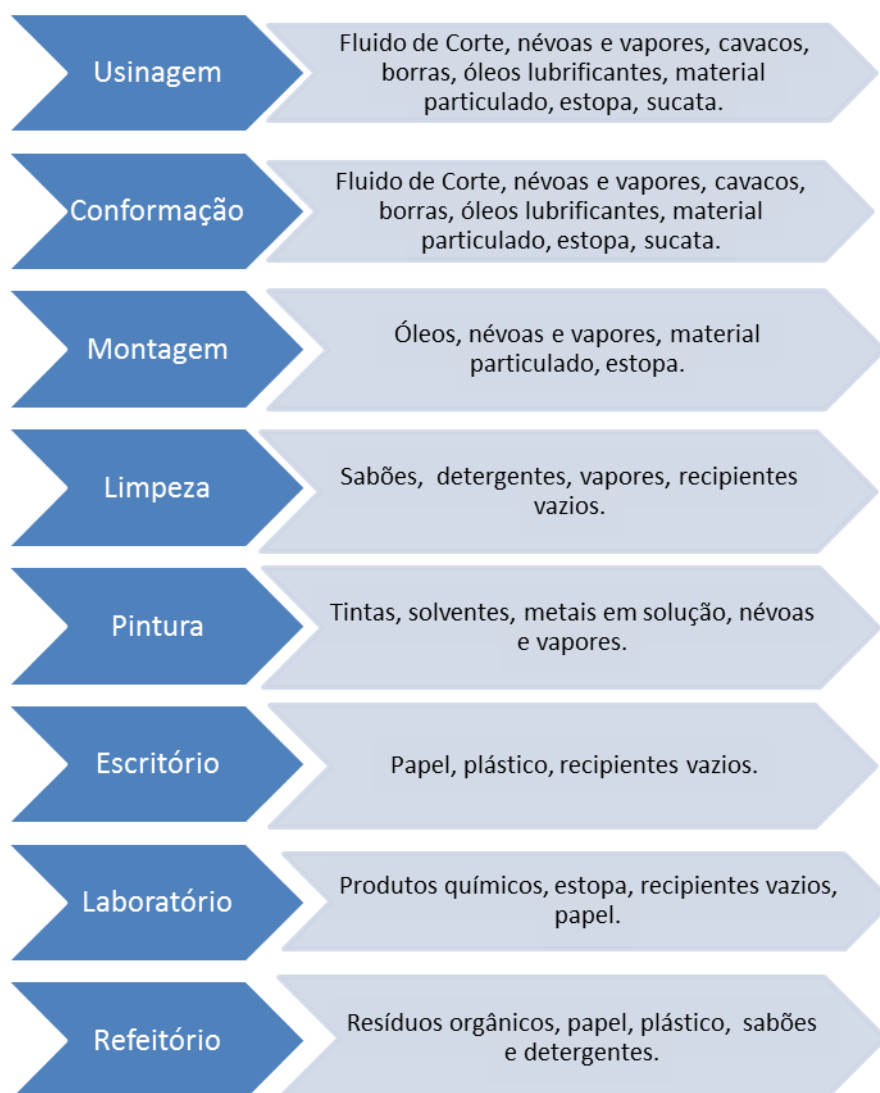 Usinagem
Fluido de Corte, névoas e vapores, cavacos,
borras, óleos lubrificantes, material
particulado, estopa, sucata.
Conformação
Fluido de Corte, névoas e vapores, cavacos,
borras, óleos lubrificantes, material
particulado, estopa, sucata.
Montagem
Óleos, névoas e vapores, material
particulado, estopa.
Limpeza
Sabões, detergentes, vapores, recipientes
vazios.
Pintura
Tintas, solventes, metais em solução, névoas
e vapores.
Escritório
Papel, plástico, recipientes vazios.
Laboratório
Produtos químicos, estopa, recipientes vazios,
papel.
Refeitório
Resíduos orgânicos, papel, plástico, sabões
e detergentes.